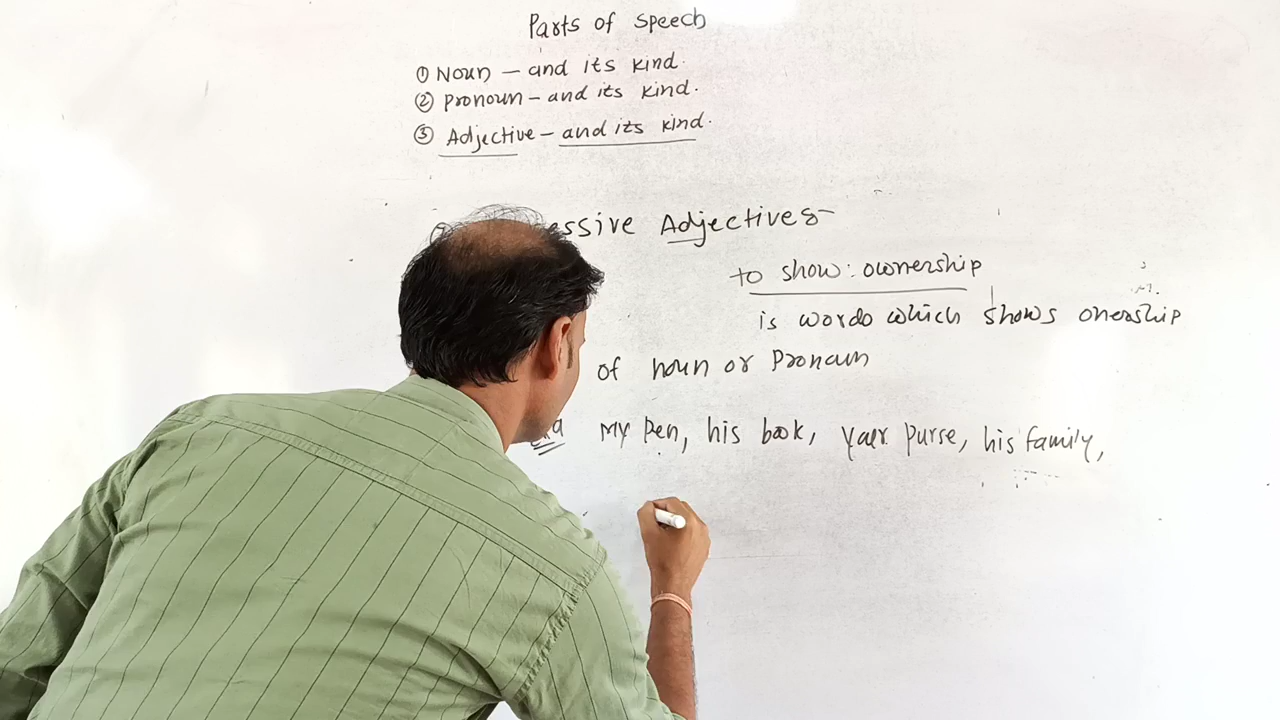 Parts of Speech
① Noun – and its kind.
② Pronoun – and its kind.
③ Adjective – and its kind.
essive Adjectives –
to show : ownership
is words which shows onership
of noun or Pronoun
My Pen, his book, your purse, his family,